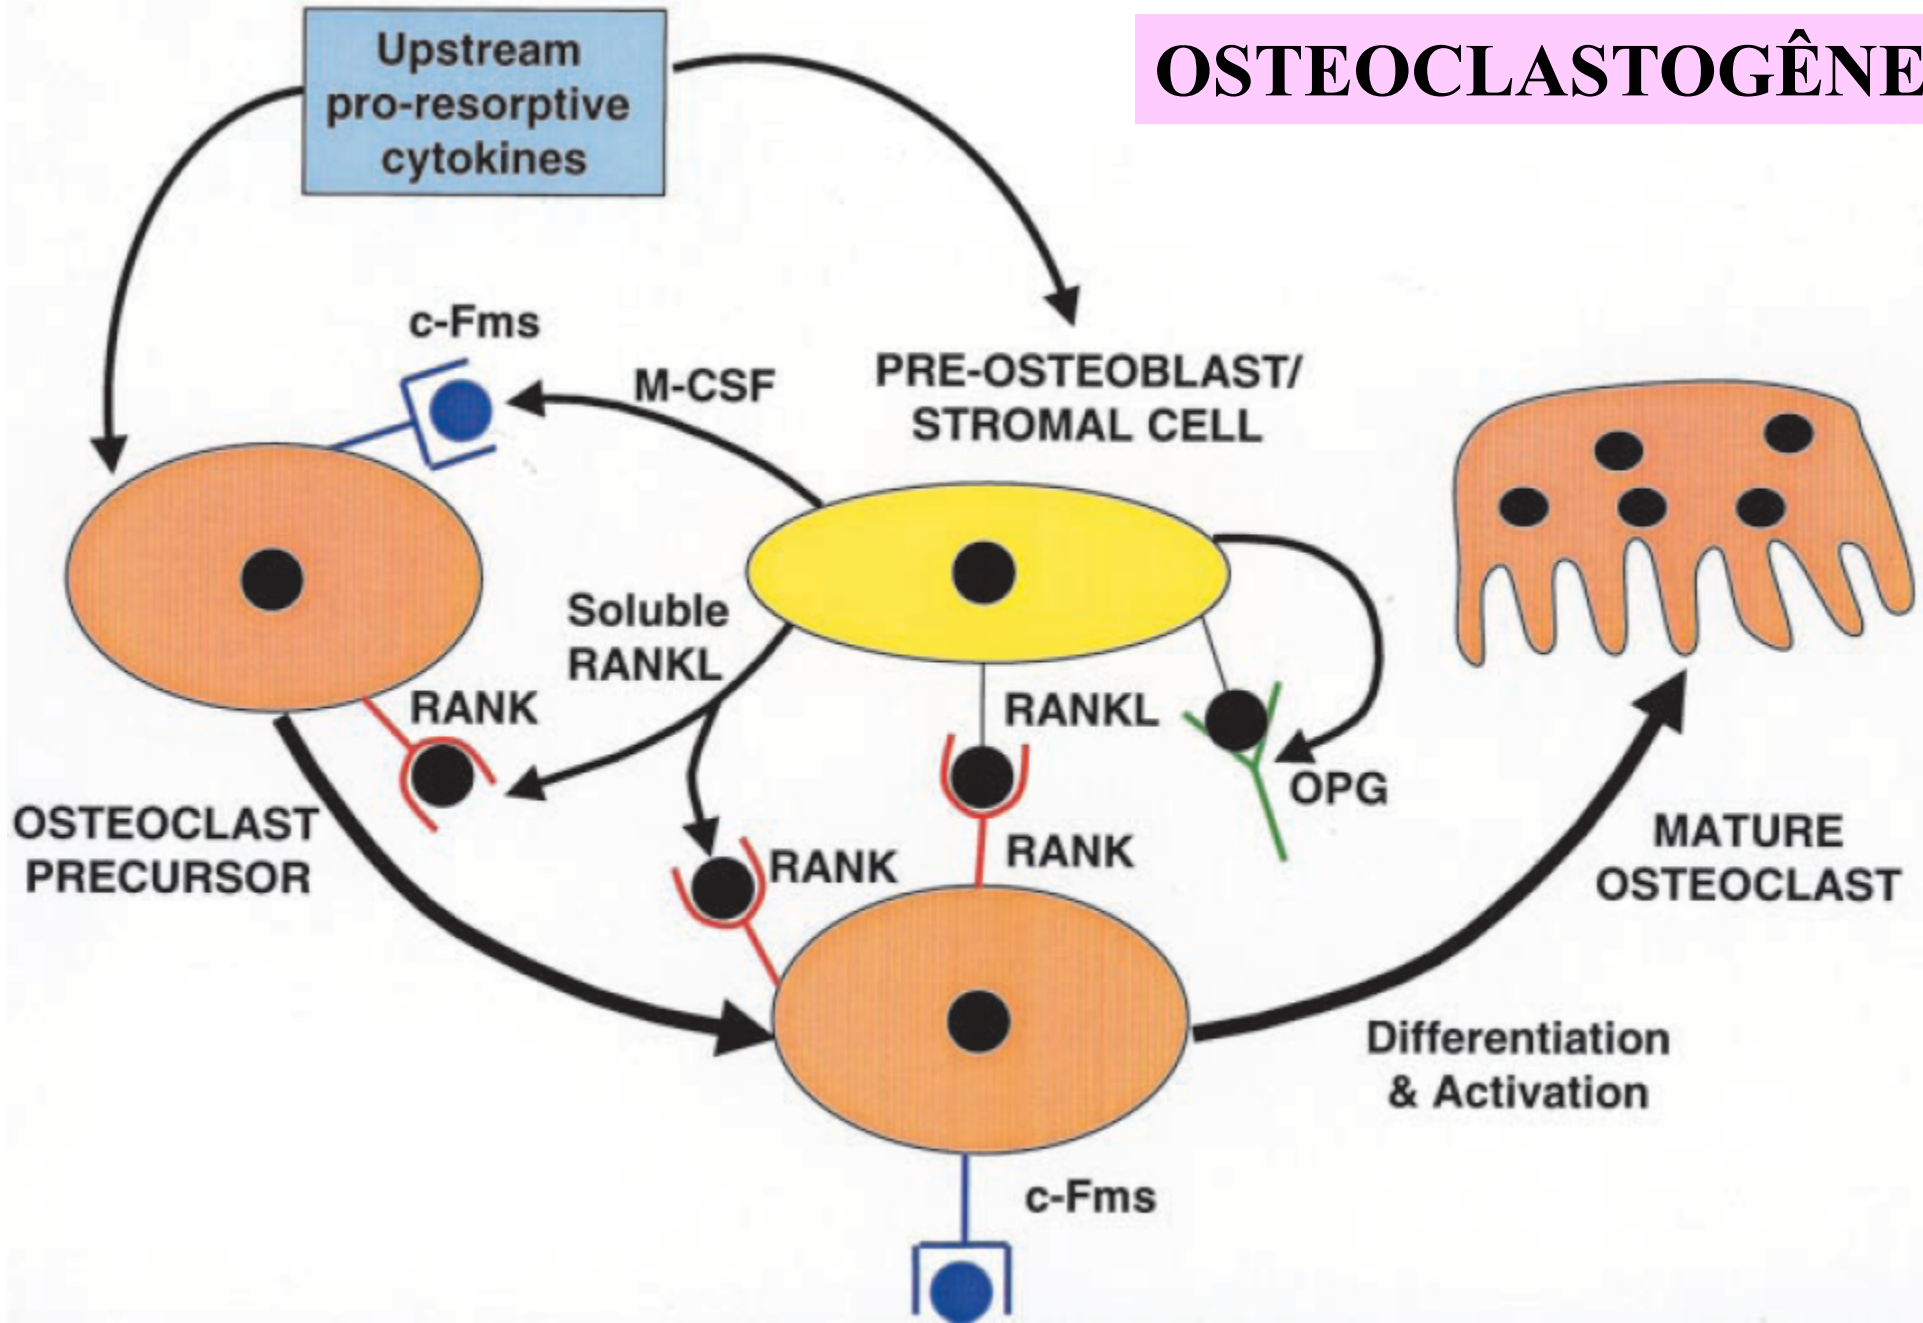 Upstream
pro-resorptive
cytokines
OSTEOCLASTOGÊNE
c-Fms
M-CSF
PRE-OSTEOBLAST/
STROMAL CELL
Soluble
RANKL
RANK
RANKL
OPG
OSTEOCLAST
PRECURSOR
RANK
RANK
MATURE
OSTEOCLAST
Differentiation
& Activation
c-Fms